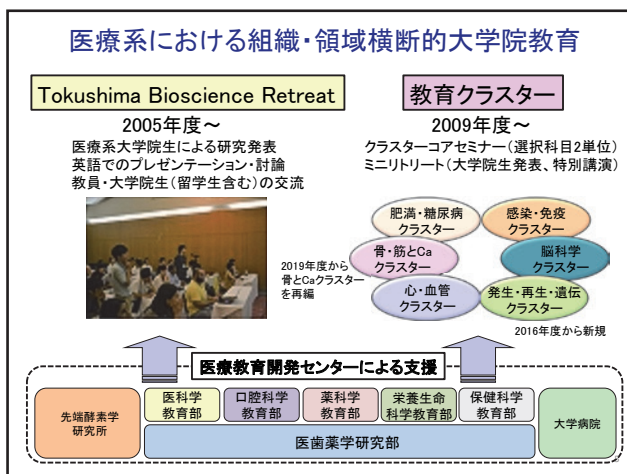 医療系における組織・領域横断的大学院教育
Tokushima Bioscience Retreat
2005年度～
医療系大学院生による研究発表
英語でのプレゼンテーション・討論
教員・大学院生（留学生含む）の交流
教育クラスター
2009年度～
クラスターコアセミナー（選択科目2単位）
ミニリトリート（大学院生発表、特別講演）
肥満・糖尿病
クラスター
感染・免疫
クラスター
骨・筋とCa
クラスター
脳科学
クラスター
心・血管
クラスター
発生・再生・遺伝
クラスター
2019年度から
骨とCaクラスター
を再編
2016年度から新規
医療教育開発センターによる支援
先端酵素学
研究所
医科学
教育部
口腔科学
教育部
薬科学
教育部
栄養生命
科学教育部
保健科学
教育部
医歯薬学研究部
大学病院